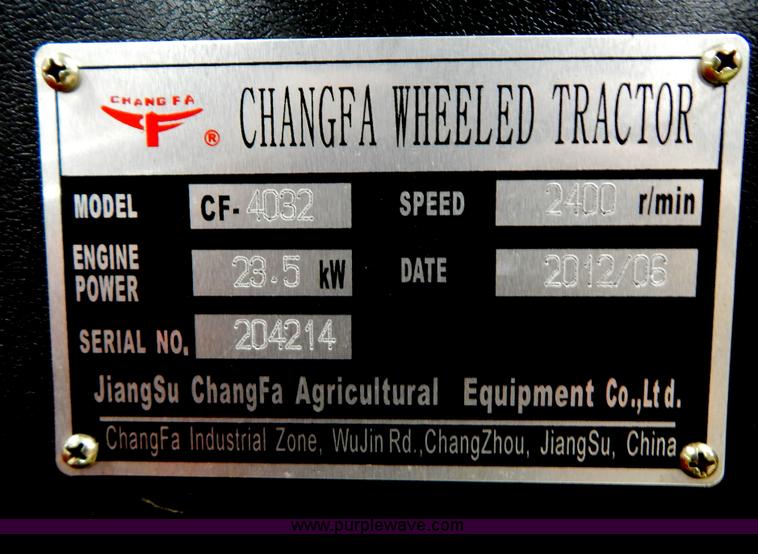 CHANG FA
® CHANGFA WHEELED TRACTOR
MODEL CF-4032 SPEED 2400 r/min
ENGINE POWER 23.5 kW DATE 2012/06
SERIAL NO. 204214
JiangSu ChangFa Agricultural Equipment Co.,Ltd.
ChangFa Industrial Zone, WuJin Rd.,ChangZhou, JiangSu, China
www.purplewave.com